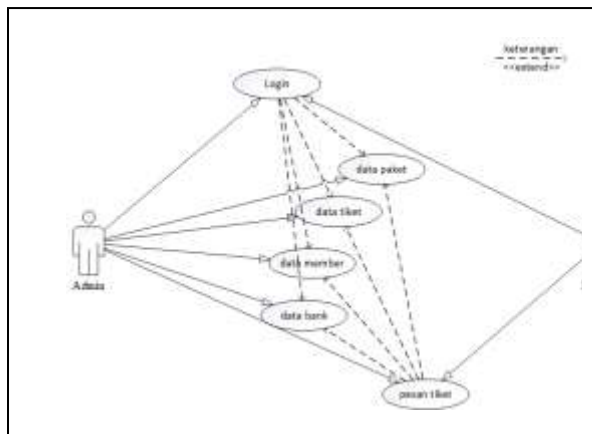 keterangan
<<extend>>
Login
data paket
data tiket
data member
Admin
data bank
pesan tiket